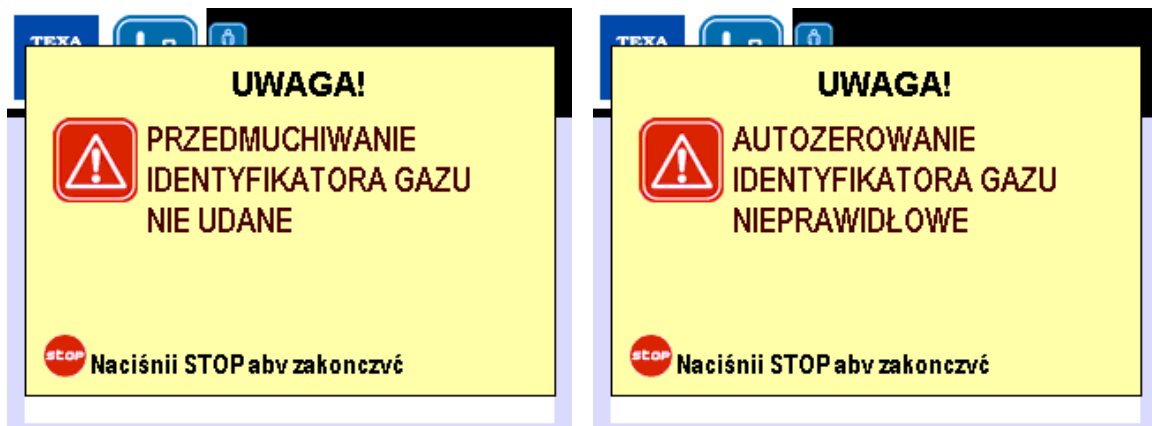 TEXA
UWAGA!
PRZEDMUCHIWANIE
IDENTYFIKATORA GAZU
NIE UDANE
stop Naciśnii STOP abv zakonczvć
TEXA
UWAGA!
AUTOZEROWANIE
IDENTYFIKATORA GAZU
NIEPRAWIDŁOWE
stop Naciśnii STOP abv zakonczvć